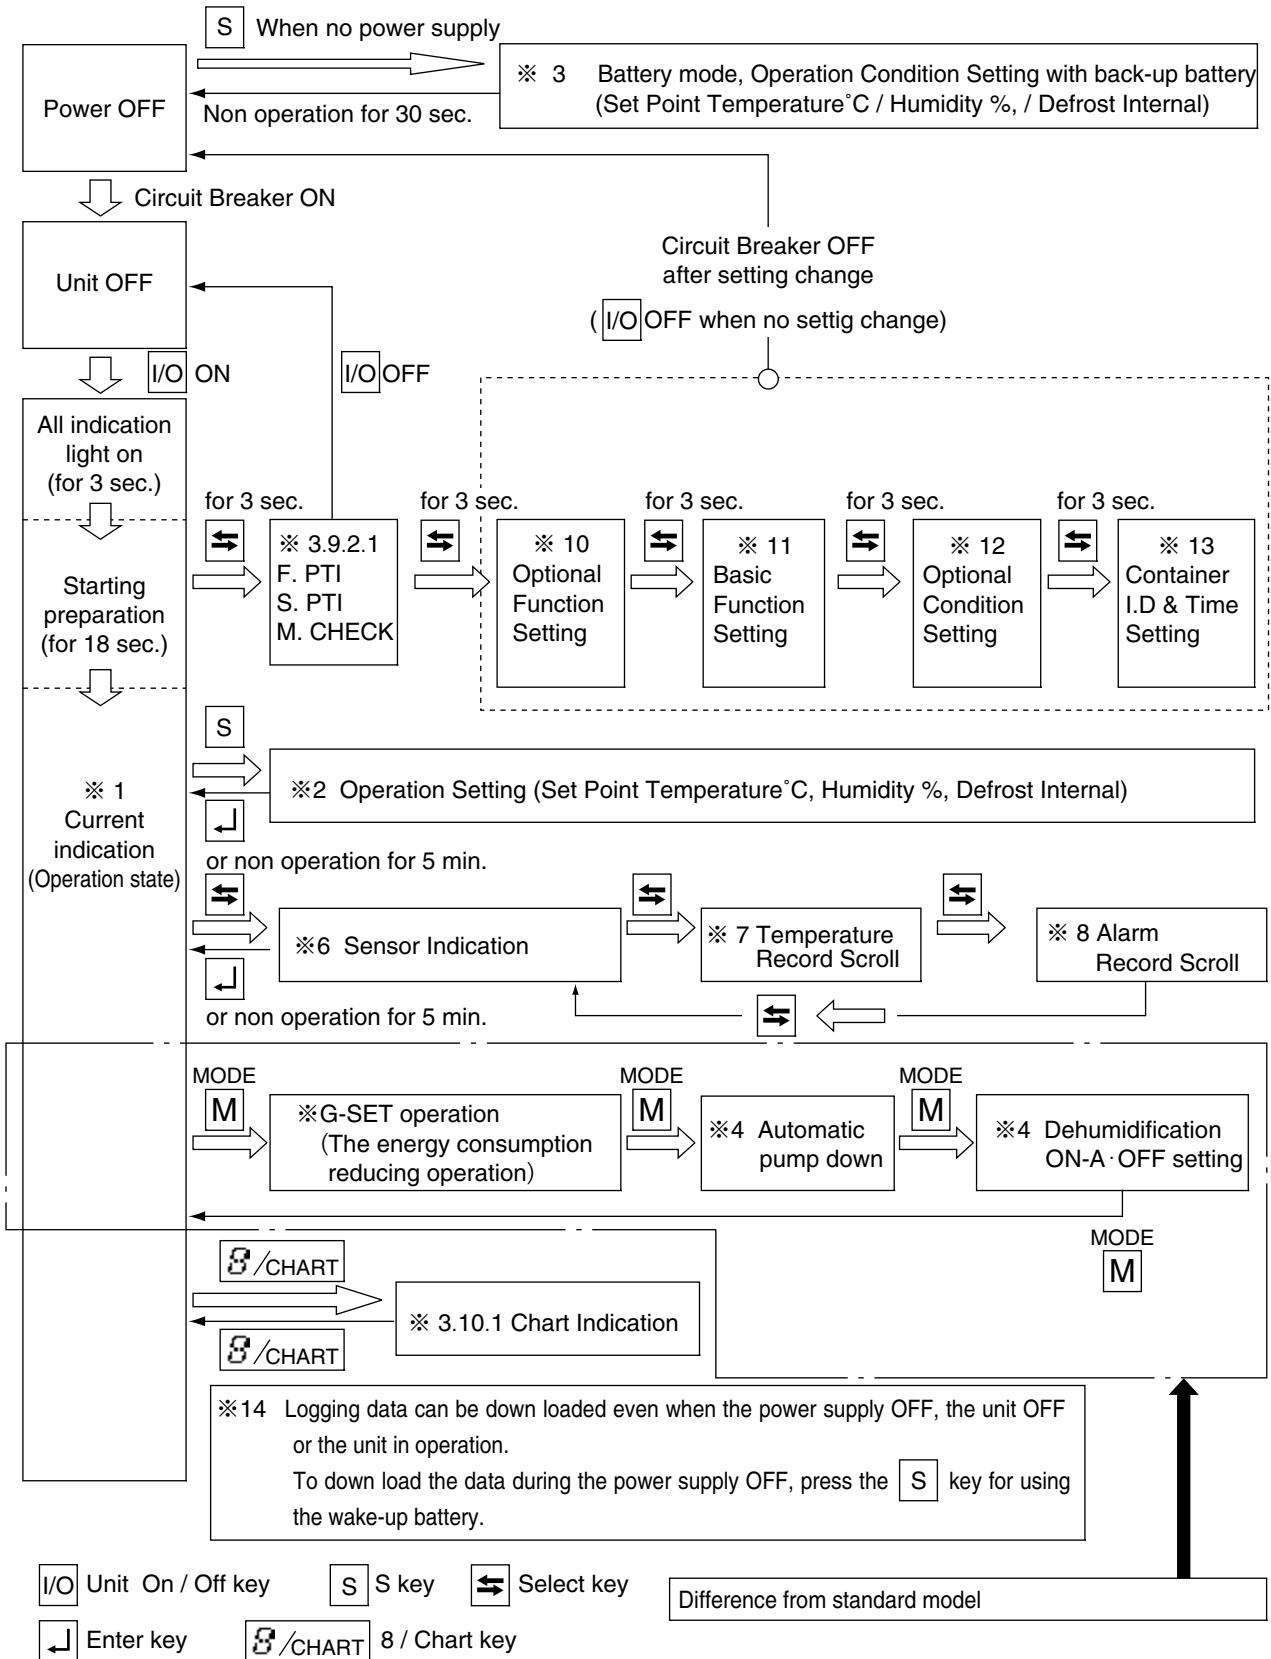 S When no power supply
Power OFF
※ 3 Battery mode, Operation Condition Setting with back-up battery
(Set Point Temperature˚C / Humidity %, / Defrost Internal)
Non operation for 30 sec.
Circuit Breaker ON
Unit OFF
Circuit Breaker OFF
after setting change
( I/O OFF when no settig change)
I/O ON
I/O OFF
All indication
light on
(for 3 sec.)
Starting
preparation
(for 18 sec.)
for 3 sec.
※ 3.9.2.1
F. PTI
S. PTI
M. CHECK
for 3 sec.
※ 10
Optional
Function
Setting
for 3 sec.
※ 11
Basic
Function
Setting
for 3 sec.
※ 12
Optional
Condition
Setting
for 3 sec.
※ 13
Container
I.D & Time
Setting
※ 1
Current
indication
(Operation state)
S
※2 Operation Setting (Set Point Temperature˚C, Humidity %, Defrost Internal)
or non operation for 5 min.
※6 Sensor Indication
※ 7 Temperature
Record Scroll
※ 8 Alarm
Record Scroll
or non operation for 5 min.
MODE
M
※G-SET operation
(The energy consumption
reducing operation)
MODE
M
※4 Automatic
pump down
MODE
M
※4 Dehumidification
ON-A·OFF setting
MODE
M
8/CHART
※ 3.10.1 Chart Indication
8/CHART
※14 Logging data can be down loaded even when the power supply OFF, the unit OFF
or the unit in operation.
To down load the data during the power supply OFF, press the S key for using
the wake-up battery.
I/O Unit On / Off key
S S key
Select key
Difference from standard model
Enter key
8/CHART 8 / Chart key